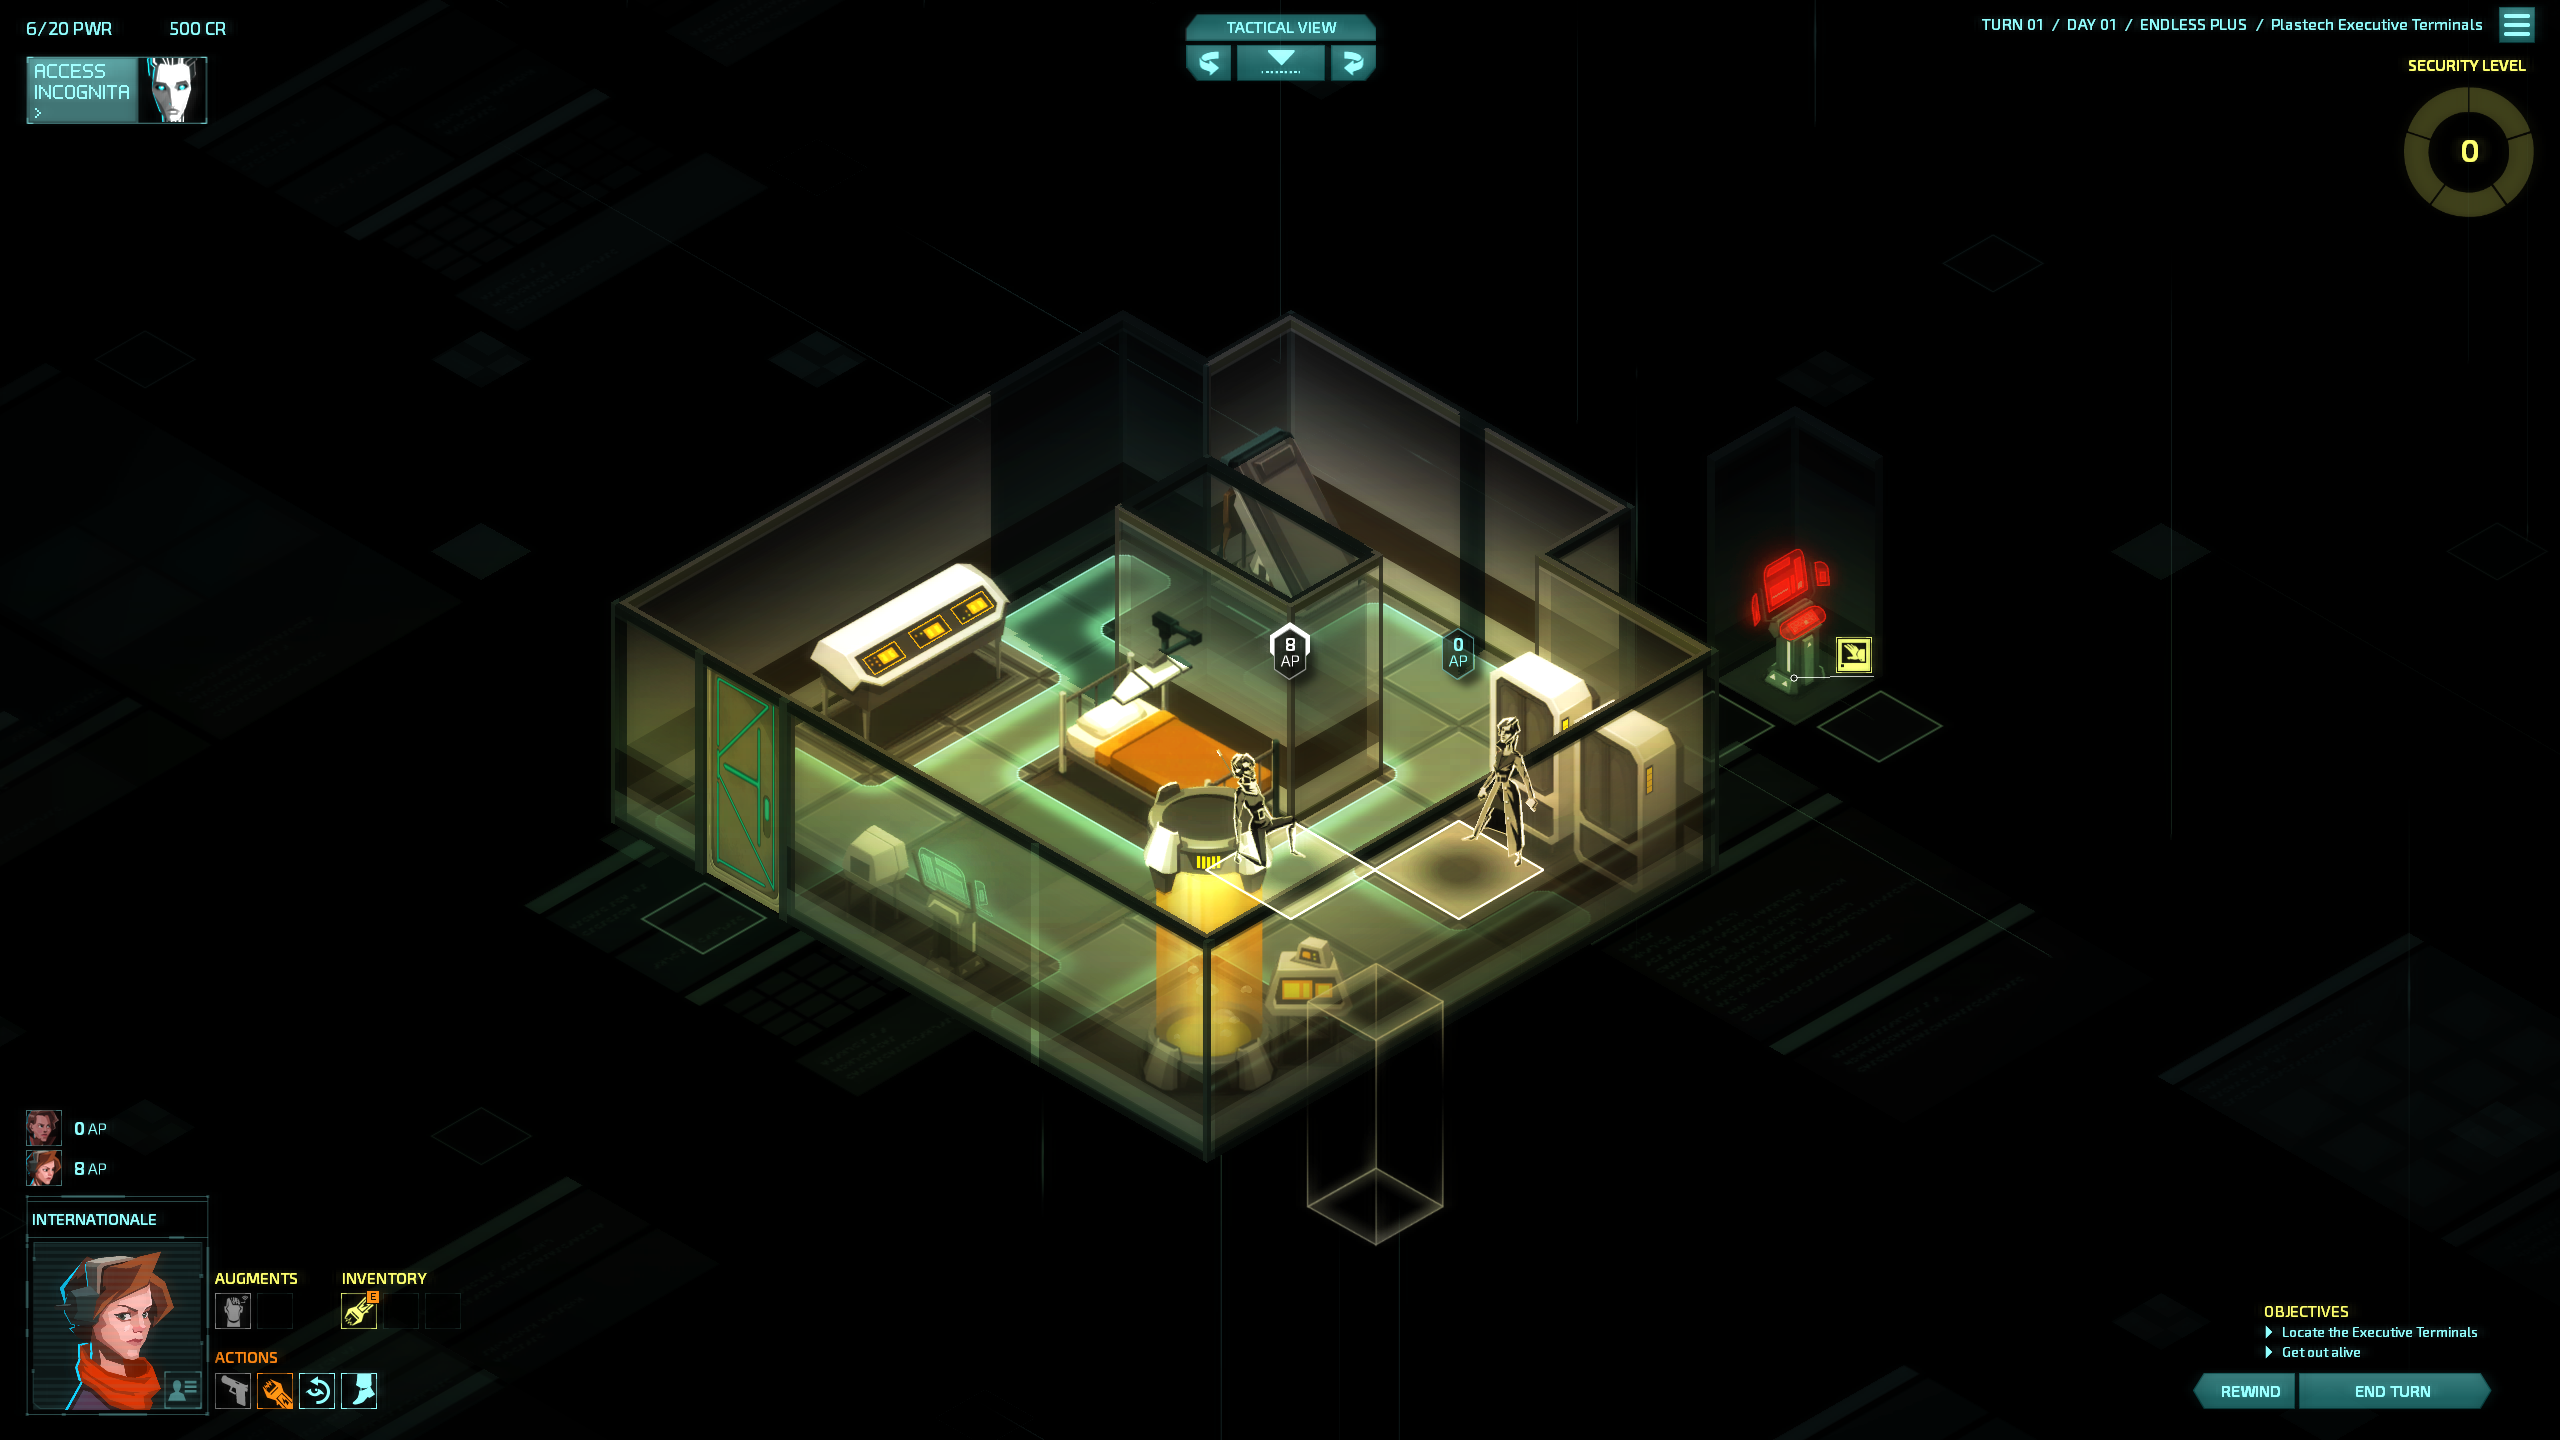 6/20 PWR 500 CR
ACCESS
INCOGNITA
>
TACTICAL VIEW
TURN 01 / DAY 01 / ENDLESS PLUS / Plastech Executive Terminals
SECURITY LEVEL
0
8
AP
0
AP
0 AP
8 AP
INTERNATIONALE
AUGMENTS INVENTORY
E
ACTIONS
OBJECTIVES
Locate the Executive Terminals
Get out alive
REWIND END TURN